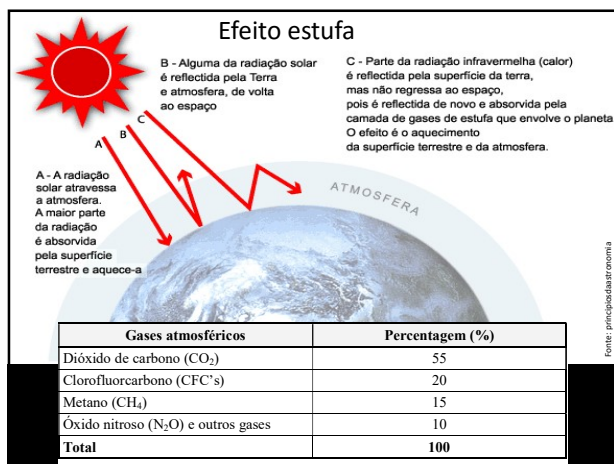 Efeito estufa
B - Alguma da radiação solar
é reflectida pela Terra
e atmosfera, de volta
ao espaço
C - Parte da radiação infravermelha (calor)
é reflectida pela superfície da terra,
mas não regressa ao espaço,
pois é reflectida de novo e absorvida pela
camada de gases de estufa que envolve o planeta.
O efeito é o aquecimento
da superfície terrestre e da atmosfera.
A
B
C
A - A radiação
solar atravessa
a atmosfera.
A maior parte
da radiação
é absorvida
pela superfície
terrestre e aquece-a
ATMOSFERA
Fonte: principiosdaastronomia
Gases atmosféricos Percentagem (%)
Dióxido de carbono (CO₂) 55
Clorofluorcarbono (CFC's) 20
Metano (CH₄) 15
Óxido nitroso (N₂O) e outros gases 10
Total 100